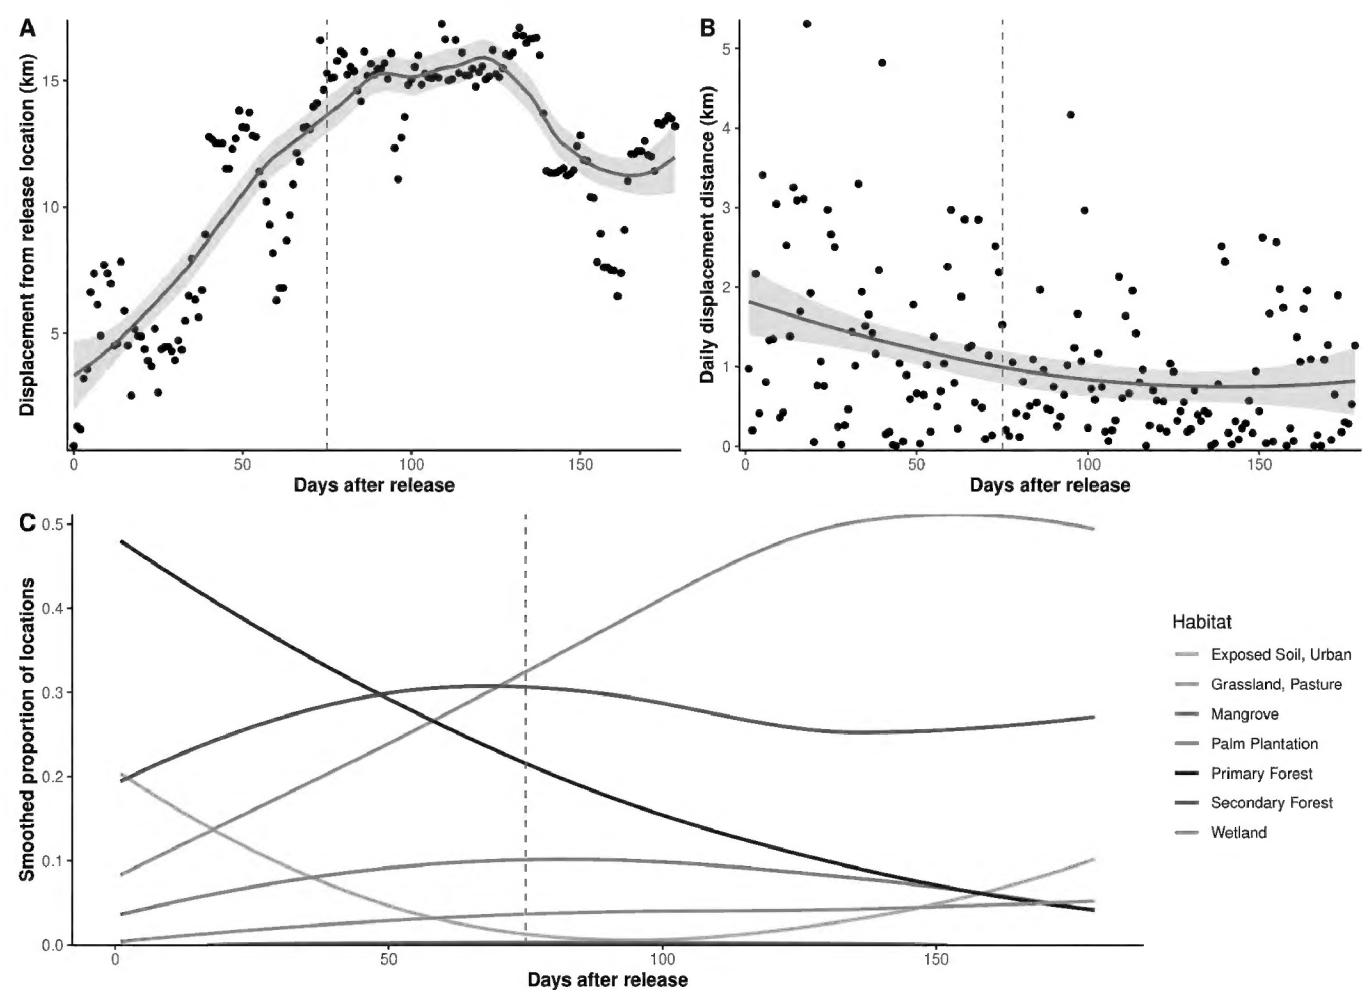 A
Displacement from release location (km)
15
10
5
0
50
100
150
Days after release
B
Daily displacement distance (km)
5
4
3
2
1
0
0
50
100
150
Days after release
C
Smoothed proportion of locations
0.5
0.4
0.3
0.2
0.1
0.0
0
50
100
150
Days after release
Habitat
Exposed Soil, Urban
Grassland, Pasture
Mangrove
Palm Plantation
Primary Forest
Secondary Forest
Wetland